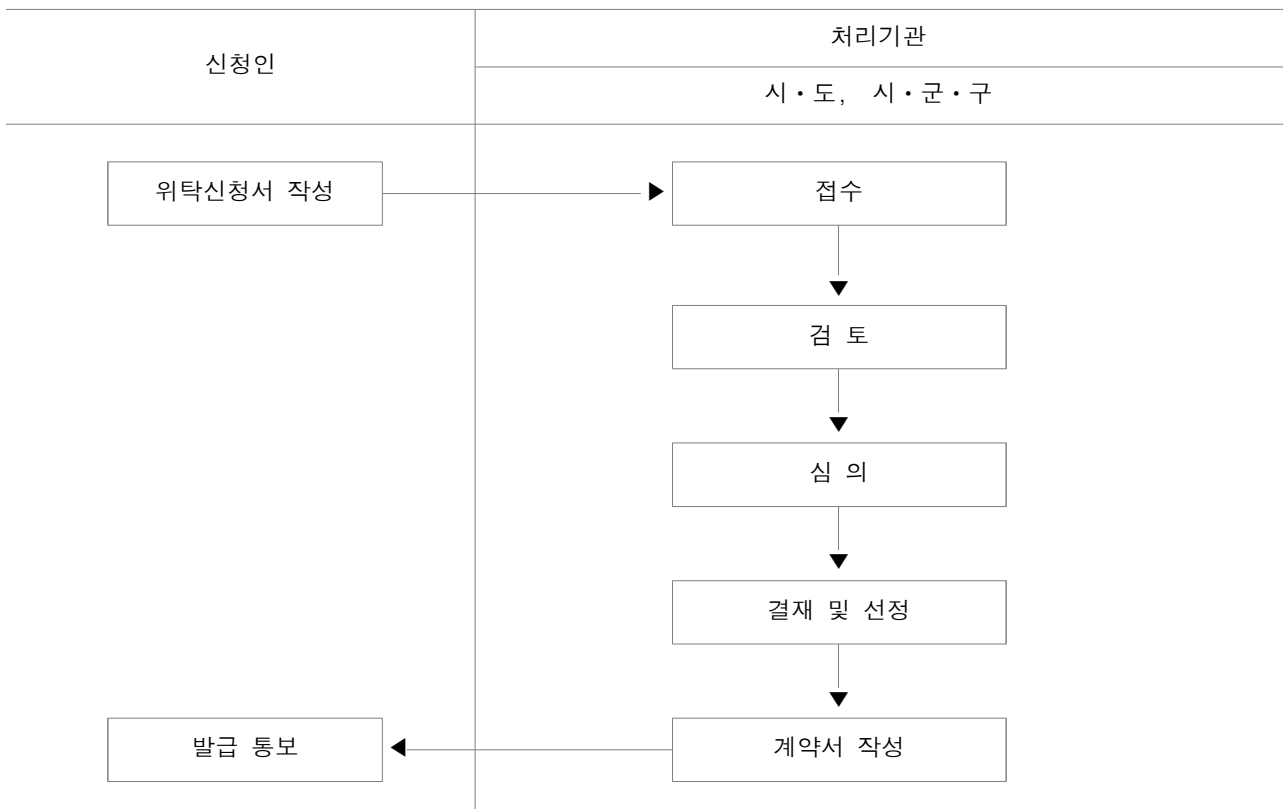 신청인
처리기관
시·도, 시·군·구
위탁신청서 작성
접수
검 토
심 의
결재 및 선정
발급 통보
계약서 작성